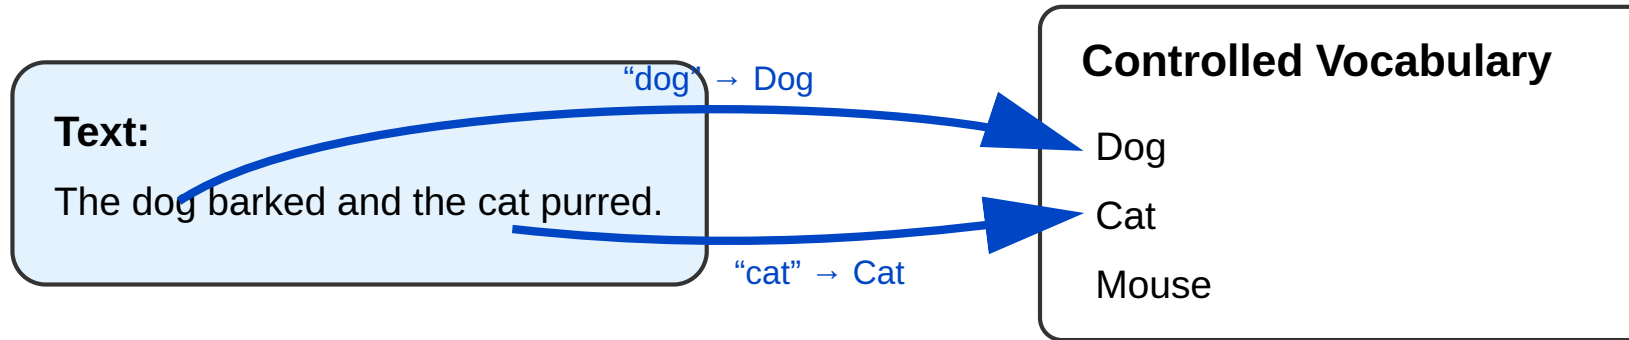 Text:
The dog barked and the cat purred.
“dog” → Dog
“cat” → Cat
Controlled Vocabulary
Dog
Cat
Mouse